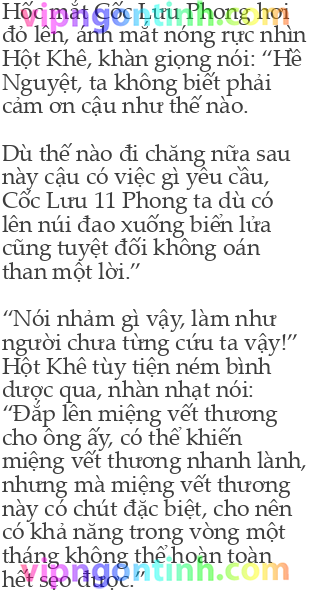 Hốc mắt Cốc Lưu Phong hơi
đỏ lên, ánh mắt nóng rực nhìn
Hột Khê, khàn giọng nói: “Hề
Nguyệt, ta không biết phải
cảm ơn cậu như thế nào.
Dù thế nào đi chăng nữa sau
này cậu có việc gì yêu cầu,
Cốc Lưu 11 Phong ta dù có
lên núi đao xuống biển lửa
cũng tuyệt đối không oán
than một lời.”
“Nói nhảm gì vậy, làm như
người chưa từng cứu ta vậy!”
Hột Khê tùy tiện ném bình
dược qua, nhàn nhạt nói:
“Đắp lên miệng vết thương
cho ông ấy, có thể khiến
miệng vết thương nhanh lành,
nhưng mà miệng vết thương
này có chút đặc biệt, cho nên
có khả năng trong vòng một
tháng không thể hoàn toàn
hết sẹo được.”
vipngontinh.com
vipngontinh.com